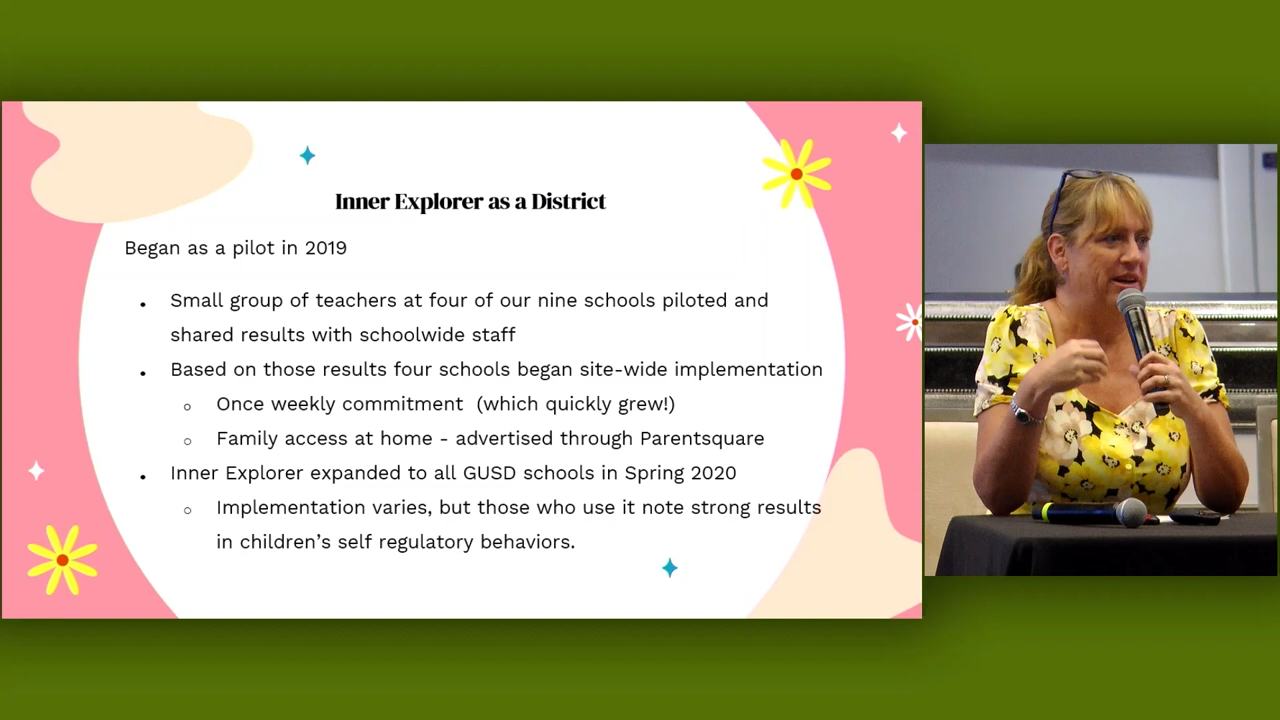 Inner Explorer as a District
Began as a pilot in 2019
• Small group of teachers at four of our nine schools piloted and
shared results with schoolwide staff
• Based on those results four schools began site-wide implementation
○ Once weekly commitment  (which quickly grew!)
○ Family access at home - advertised through Parentsquare
• Inner Explorer expanded to all GUSD schools in Spring 2020
○ Implementation varies, but those who use it note strong results
in children’s self regulatory behaviors.